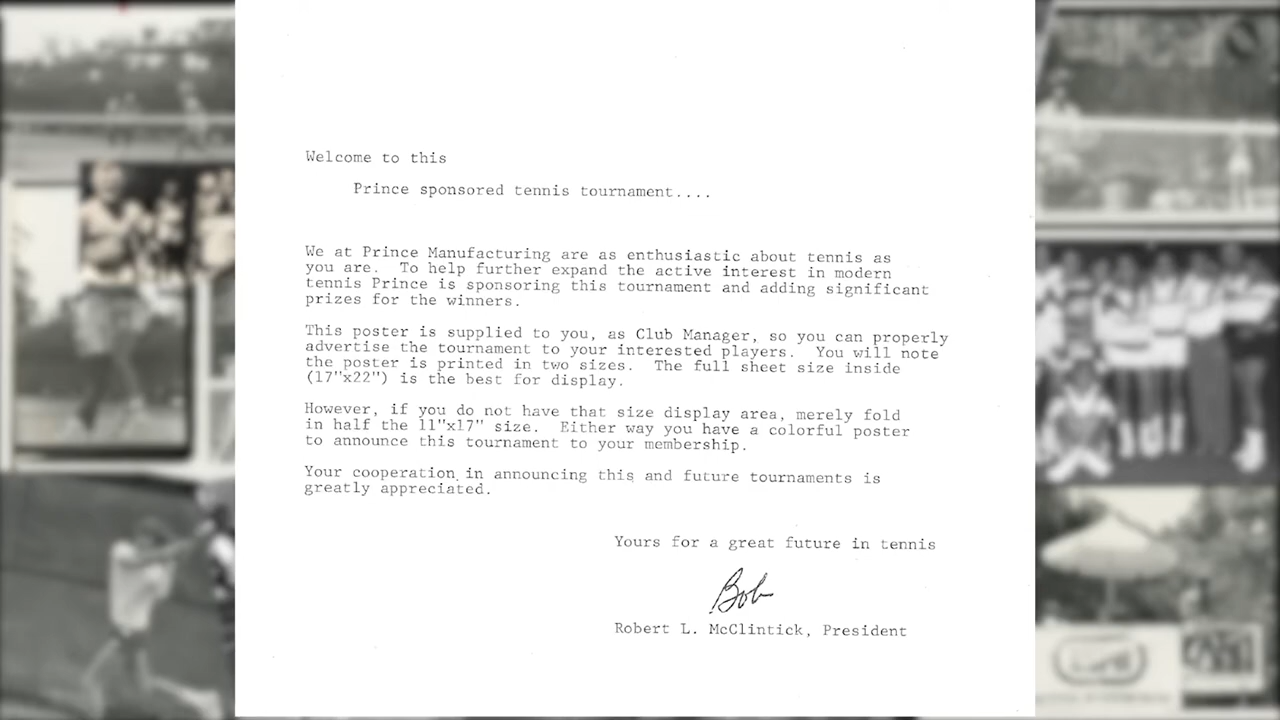 Welcome to this
Prince sponsored tennis tournament....
We at Prince Manufacturing are as enthusiastic about tennis as
you are. To help further expand the active interest in modern
tennis Prince is sponsoring this tournament and adding significant
prizes for the winners.
This poster is supplied to you, as Club Manager, so you can properly
advertise the tournament to your interested players. You will note
the poster is printed in two sizes. The full sheet size inside
(17"x22") is the best for display.
However, if you do not have that size display area, merely fold
in half the 11"x17" size. Either way you have a colorful poster
to announce this tournament to your membership.
Your cooperation in announcing this and future tournaments is
greatly appreciated.
Yours for a great future in tennis
Bob
Robert L. McClintick, President